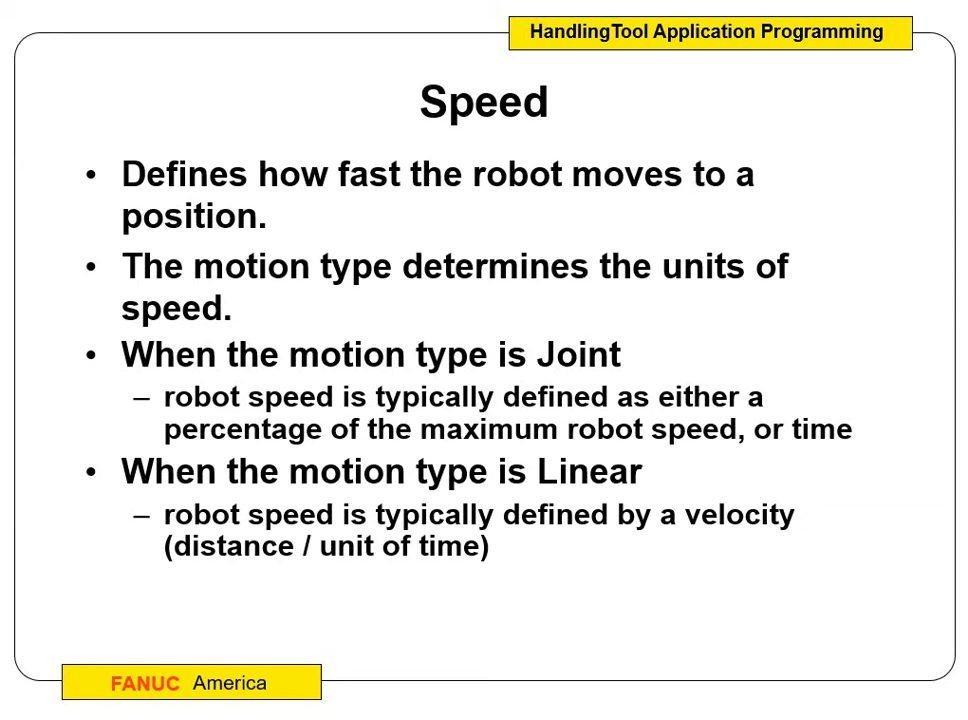 HandlingTool Application Programming
Speed
• Defines how fast the robot moves to a
position.
• The motion type determines the units of
speed.
• When the motion type is Joint
– robot speed is typically defined as either a
percentage of the maximum robot speed, or time
• When the motion type is Linear
– robot speed is typically defined by a velocity
(distance / unit of time)
FANUC America